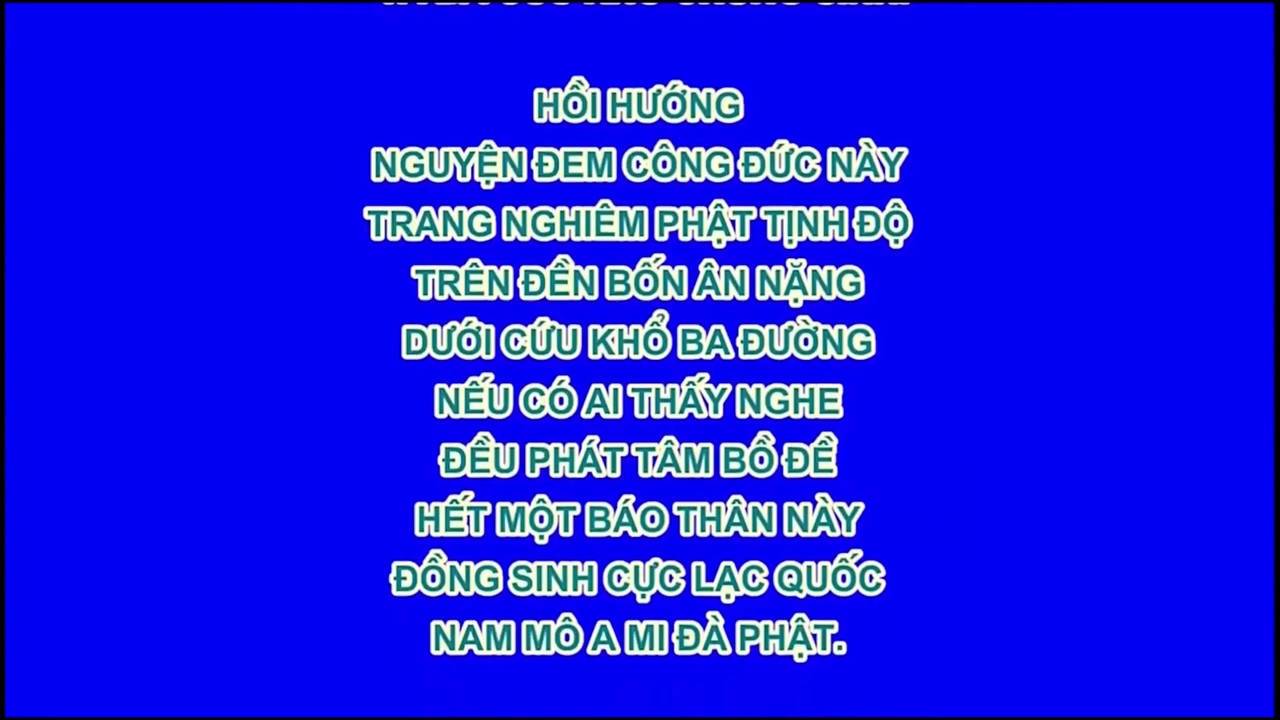 HỒI HƯỚNG
NGUYỆN ĐEM CÔNG ĐỨC NÀY
TRANG NGHIÊM PHẬT TỊNH ĐỘ
TRÊN ĐỀN BỐN ÂN NẶNG
DƯỚI CỨU KHỔ BA ĐƯỜNG
NẾU CÓ AI THẤY NGHE
ĐỀU PHÁT TÂM BỒ ĐỀ
HẾT MỘT BÁO THÂN NÀY
ĐỒNG SINH CỰC LẠC QUỐC
NAM MÔ A MI ĐÀ PHẬT.